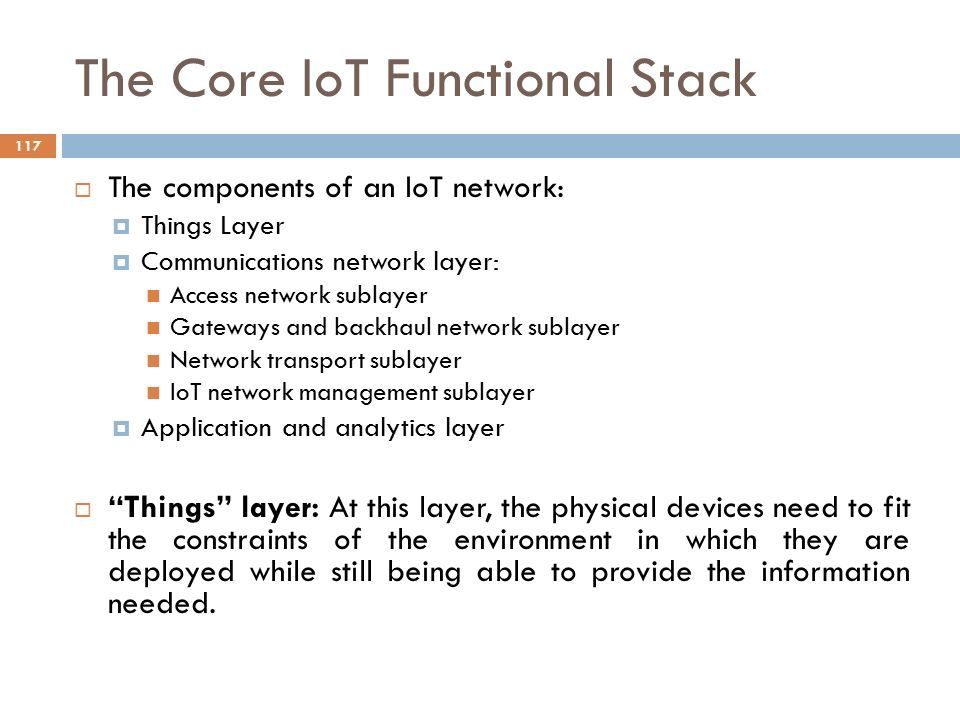 The Core IoT Functional Stack
117
The components of an IoT network:
Things Layer
Communications network layer:
Access network sublayer
Gateways and backhaul network sublayer
Network transport sublayer
IoT network management sublayer
Application and analytics layer
“Things” layer: At this layer, the physical devices need to fit
the constraints of the environment in which they are
deployed while still being able to provide the information
needed.